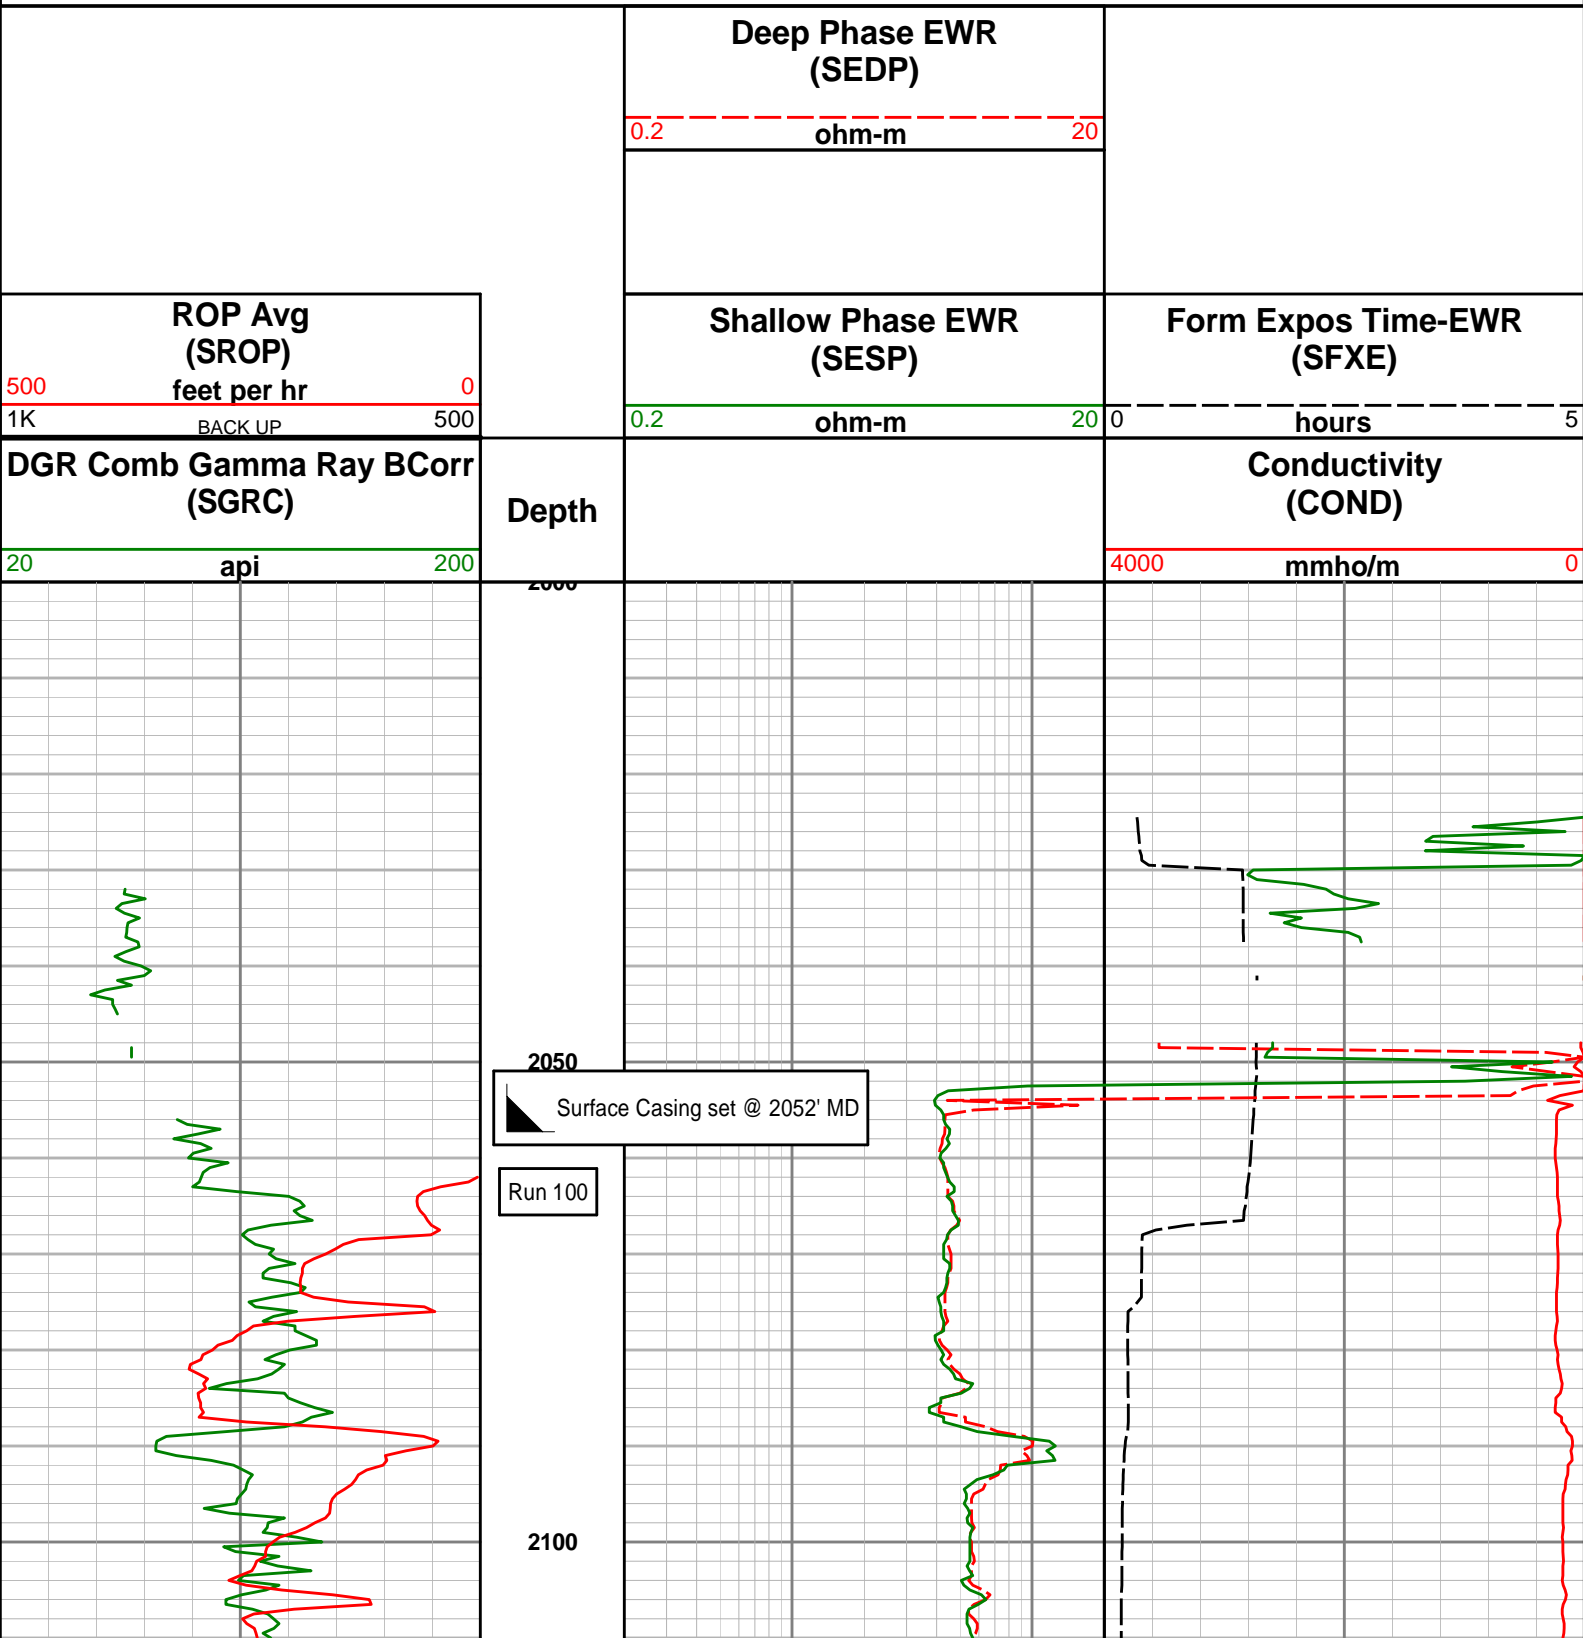 Deep Phase EWR
(SEDP)
0.2 ohm-m 20
ROP Avg
(SROP)
500 feet per hr 0
1K BACK UP 500
Shallow Phase EWR
(SESP)
0.2 ohm-m 20
Form Expos Time-EWR
(SFXE)
0 hours 5
DGR Comb Gamma Ray BCorr
(SGRC)
20 api 200
Depth
Conductivity
(COND)
4000 mmho/m 0
2000
2050
Surface Casing set @ 2052' MD
Run 100
2100